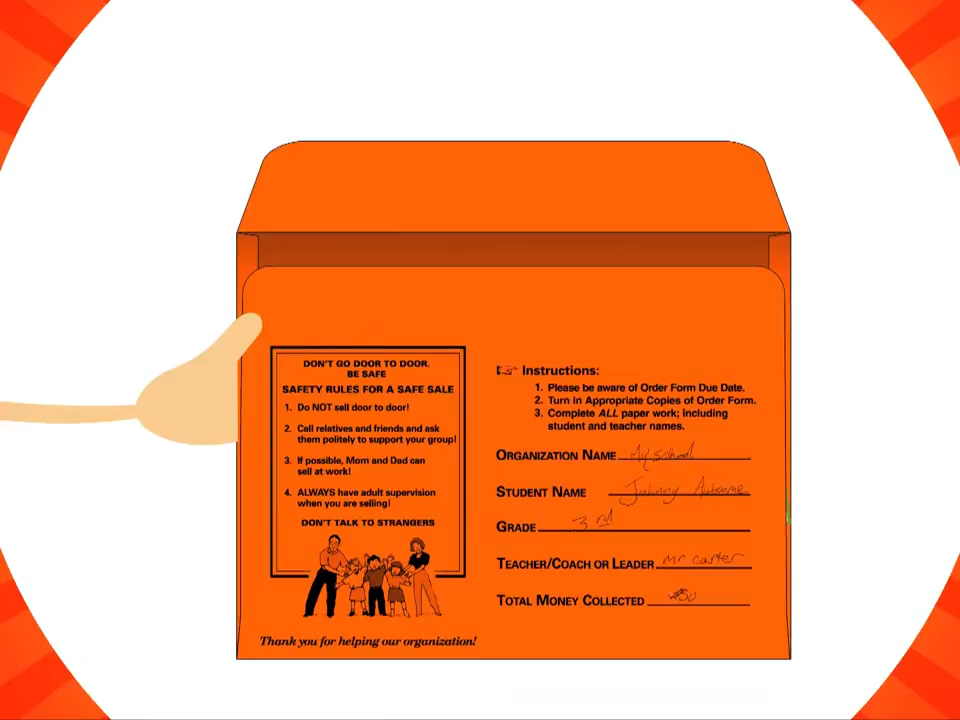 DON'T GO DOOR TO DOOR.
BE SAFE
SAFETY RULES FOR A SAFE SALE
1. Do NOT sell door to door!
2. Call relatives and friends and ask
them politely to support your group!
3. If possible, Mom and Dad can
sell at work!
4. ALWAYS have adult supervision
when you are selling!
DON'T TALK TO STRANGERS
Thank you for helping our organization!
Instructions:
1. Please be aware of Order Form Due Date.
2. Turn in Appropriate Copies of Order Form.
3. Complete ALL paper work; including
student and teacher names.
ORGANIZATION NAME My school
STUDENT NAME Johnny Awesome
GRADE 3rd
TEACHER/COACH OR LEADER mr carter
TOTAL MONEY COLLECTED